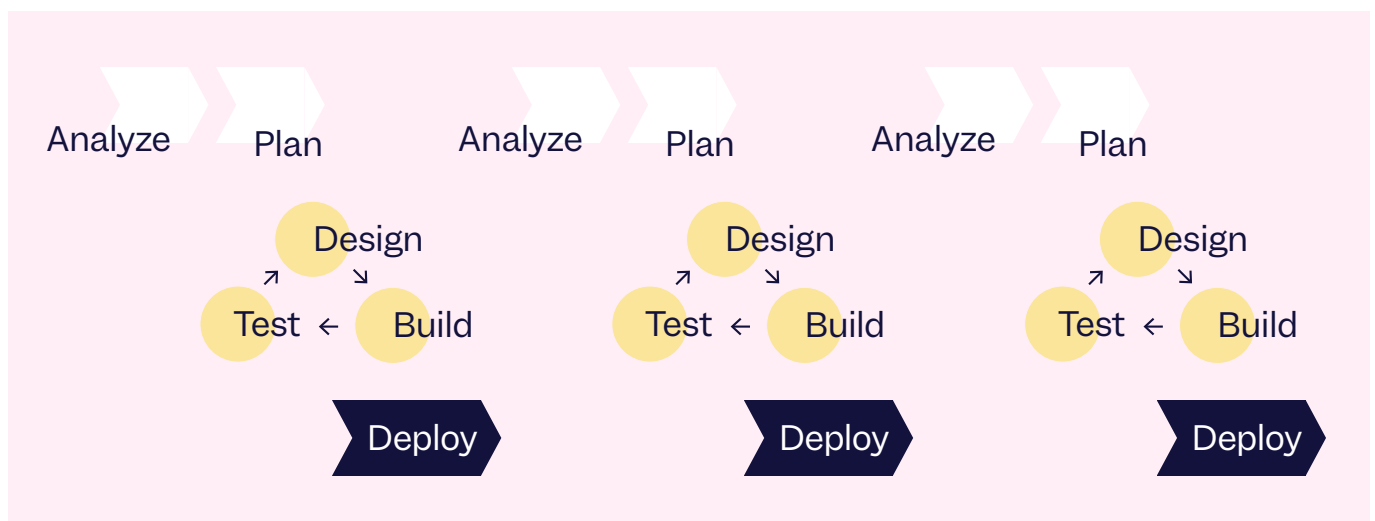 Analyze
Plan
Design
Test
Build
Deploy
Analyze
Plan
Design
Test
Build
Deploy
Analyze
Plan
Design
Test
Build
Deploy